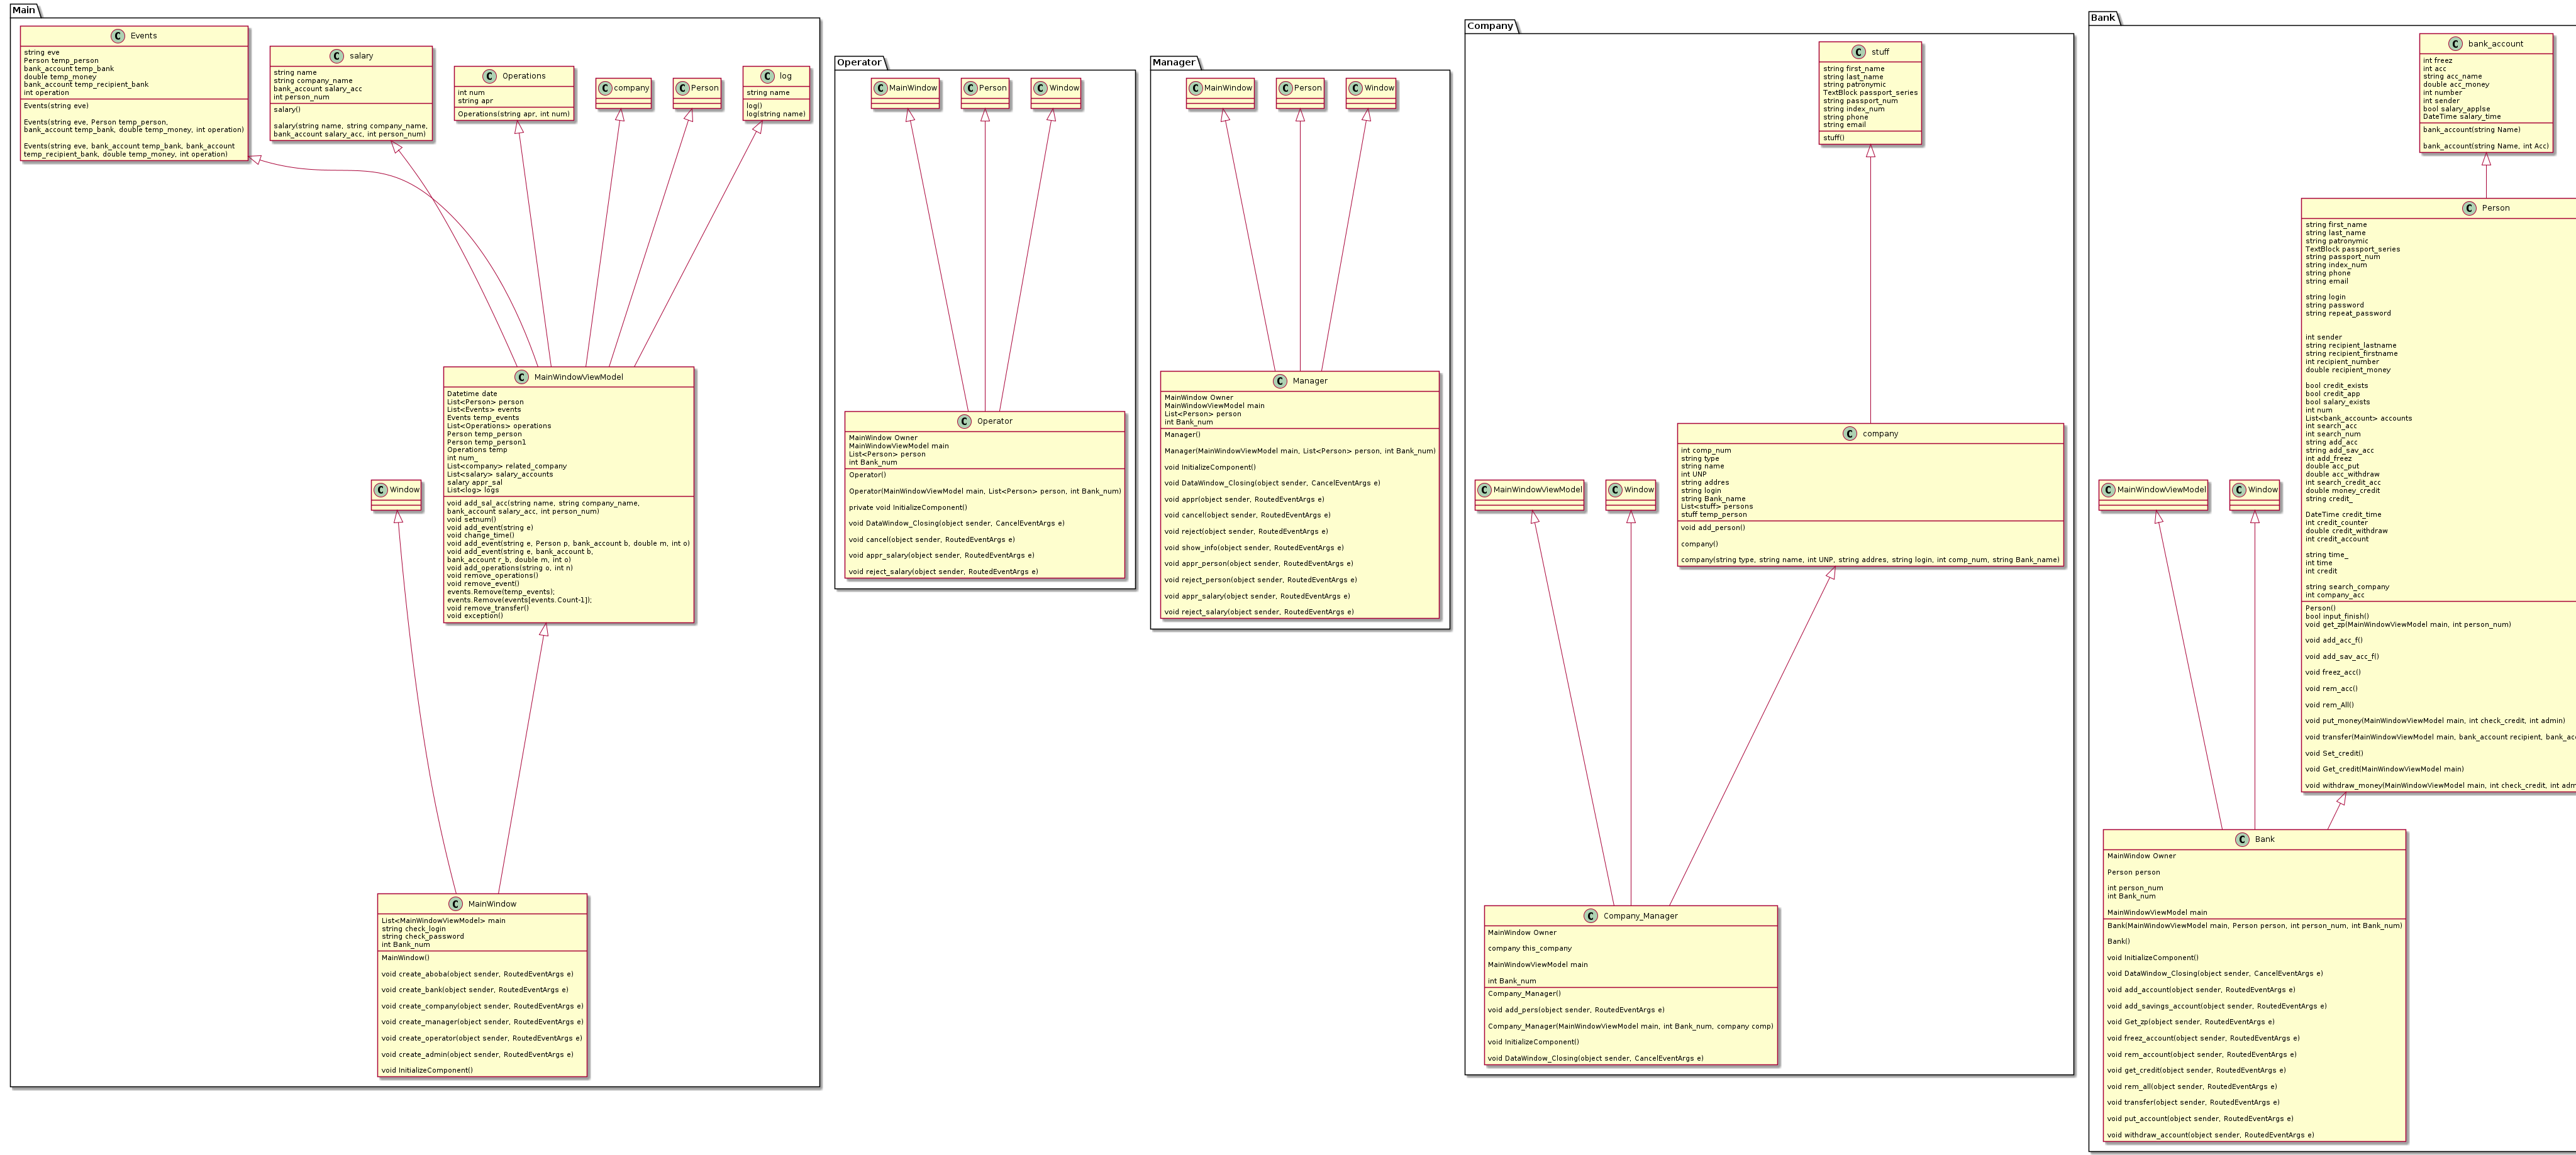 Main
Events
string eve
Person temp_person
bank_account temp_bank
double temp_money
bank_account temp_recipient_bank
int operation
Events(string eve)
Events(string eve, Person temp_person,
bank_account temp_bank, double temp_money, int operation)
Events(string eve, bank_account temp_bank, bank_account
temp_recipient_bank, double temp_money, int operation)
salary
string name
string company_name
bank_account salary_acc
int person_num
salary()
salary(string name, string company_name,
bank_account salary_acc, int person_num)
Operations
int num
string apr
Operations(string apr, int num)
company
Person
log
string name
log()
log(string name)
MainWindowViewModel
Datetime date
List<Person> person
List<Events> events
Events temp_events
List<Operations> operations
Person temp_person
Person temp_person1
Operations temp
int num_
List<company> related_company
List<salary> salary_accounts
salary appr_sal
List<log> logs
void add_sal_acc(string name, string company_name,
bank_account salary_acc, int person_num)
void setnum()
void add_event(string e)
void change_time()
void add_event(string e, Person p, bank_account b, double m, int o)
void add_event(string e, bank_account b,
bank_account r_b, double m, int o)
void add_operations(string o, int n)
void remove_operations()
void remove_event()
events.Remove(temp_events);
events.Remove(events[events.Count-1]);
void remove_transfer()
void exception()
Window
MainWindow
List<MainWindowViewModel> main
string check_login
string check_password
int Bank_num
MainWindow()
void create_aboba(object sender, RoutedEventArgs e)
void create_bank(object sender, RoutedEventArgs e)
void create_company(object sender, RoutedEventArgs e)
void create_manager(object sender, RoutedEventArgs e)
void create_operator(object sender, RoutedEventArgs e)
void create_admin(object sender, RoutedEventArgs e)
void InitializeComponent()
Operator
MainWindow
Person
Window
Operator
MainWindow Owner
MainWindowViewModel main
List<Person> person
int Bank_num
Operator()
Operator(MainWindowViewModel main, List<Person> person, int Bank_num)
private void InitializeComponent()
void DataWindow_Closing(object sender, CancelEventArgs e)
void cancel(object sender, RoutedEventArgs e)
void appr_salary(object sender, RoutedEventArgs e)
void reject_salary(object sender, RoutedEventArgs e)
Manager
MainWindow
Person
Window
Manager
MainWindow Owner
MainWindowViewModel main
List<Person> person
int Bank_num
Manager()
Manager(MainWindowViewModel main, List<Person> person, int Bank_num)
void InitializeComponent()
void DataWindow_Closing(object sender, CancelEventArgs e)
void appr(object sender, RoutedEventArgs e)
void cancel(object sender, RoutedEventArgs e)
void reject(object sender, RoutedEventArgs e)
void show_info(object sender, RoutedEventArgs e)
void appr_person(object sender, RoutedEventArgs e)
void reject_person(object sender, RoutedEventArgs e)
void appr_salary(object sender, RoutedEventArgs e)
void reject_salary(object sender, RoutedEventArgs e)
Company
stuff
string first_name
string last_name
string patronymic
TextBlock passport_series
string passport_num
string index_num
string phone
string email
stuff()
MainWindowViewModel
Window
company
int comp_num
string type
string name
int UNP
string addres
string login
string Bank_name
List<stuff> persons
stuff temp_person
void add_person()
company()
company(string type, string name, int UNP, string addres, string login, int comp_num, string Bank_name)
Company_Manager
MainWindow Owner
company this_company
MainWindowViewModel main
int Bank_num
Company_Manager()
void add_pers(object sender, RoutedEventArgs e)
Company_Manager(MainWindowViewModel main, int Bank_num, company comp)
void InitializeComponent()
void DataWindow_Closing(object sender, CancelEventArgs e)
Bank
bank_account
int freez
int acc
string acc_name
double acc_money
int number
int sender
bool salary_applse
DateTime salary_time
bank_account(string Name)
bank_account(string Name, int Acc)
Person
string first_name
string last_name
string patronymic
TextBlock passport_series
string passport_num
string index_num
string phone
string email
string login
string password
string repeat_password
int sender
string recipient_lastname
string recipient_firstname
int recipient_number
double recipient_money
bool credit_exists
bool credit_app
bool salary_exists
int num
List<bank_account> accounts
int search_acc
int search_num
string add_acc
string add_sav_acc
int add_freez
double acc_put
double acc_withdraw
int search_credit_acc
double money_credit
string credit_
DateTime credit_time
int credit_counter
double credit_withdraw
int credit_account
string time_
int time
int credit
string search_company
int company_acc
Person()
bool input_finish()
void get_zp(MainWindowViewModel main, int person_num)
void add_acc_f()
void add_sav_acc_f()
void freez_acc()
void rem_acc()
void rem_All()
void put_money(MainWindowViewModel main, int check_credit, int admin)
void transfer(MainWindowViewModel main, bank_account recipient,
void Set_credit()
void Get_credit(MainWindowViewModel main)
void withdraw_money(MainWindowViewModel main, int check_credit, int
MainWindowViewModel
Window
Bank
MainWindow Owner
Person person
int person_num
int Bank_num
MainWindowViewModel main
Bank(MainWindowViewModel main, Person person, int person_num, int Bank_num)
Bank()
void InitializeComponent()
void DataWindow_Closing(object sender, CancelEventArgs e)
void add_account(object sender, RoutedEventArgs e)
void add_savings_account(object sender, RoutedEventArgs e)
void Get_zp(object sender, RoutedEventArgs e)
void freez_account(object sender, RoutedEventArgs e)
void rem_account(object sender, RoutedEventArgs e)
void get_credit(object sender, RoutedEventArgs e)
void rem_all(object sender, RoutedEventArgs e)
void transfer(object sender, RoutedEventArgs e)
void put_account(object sender, RoutedEventArgs e)
void withdraw_account(object sender, RoutedEventArgs e)